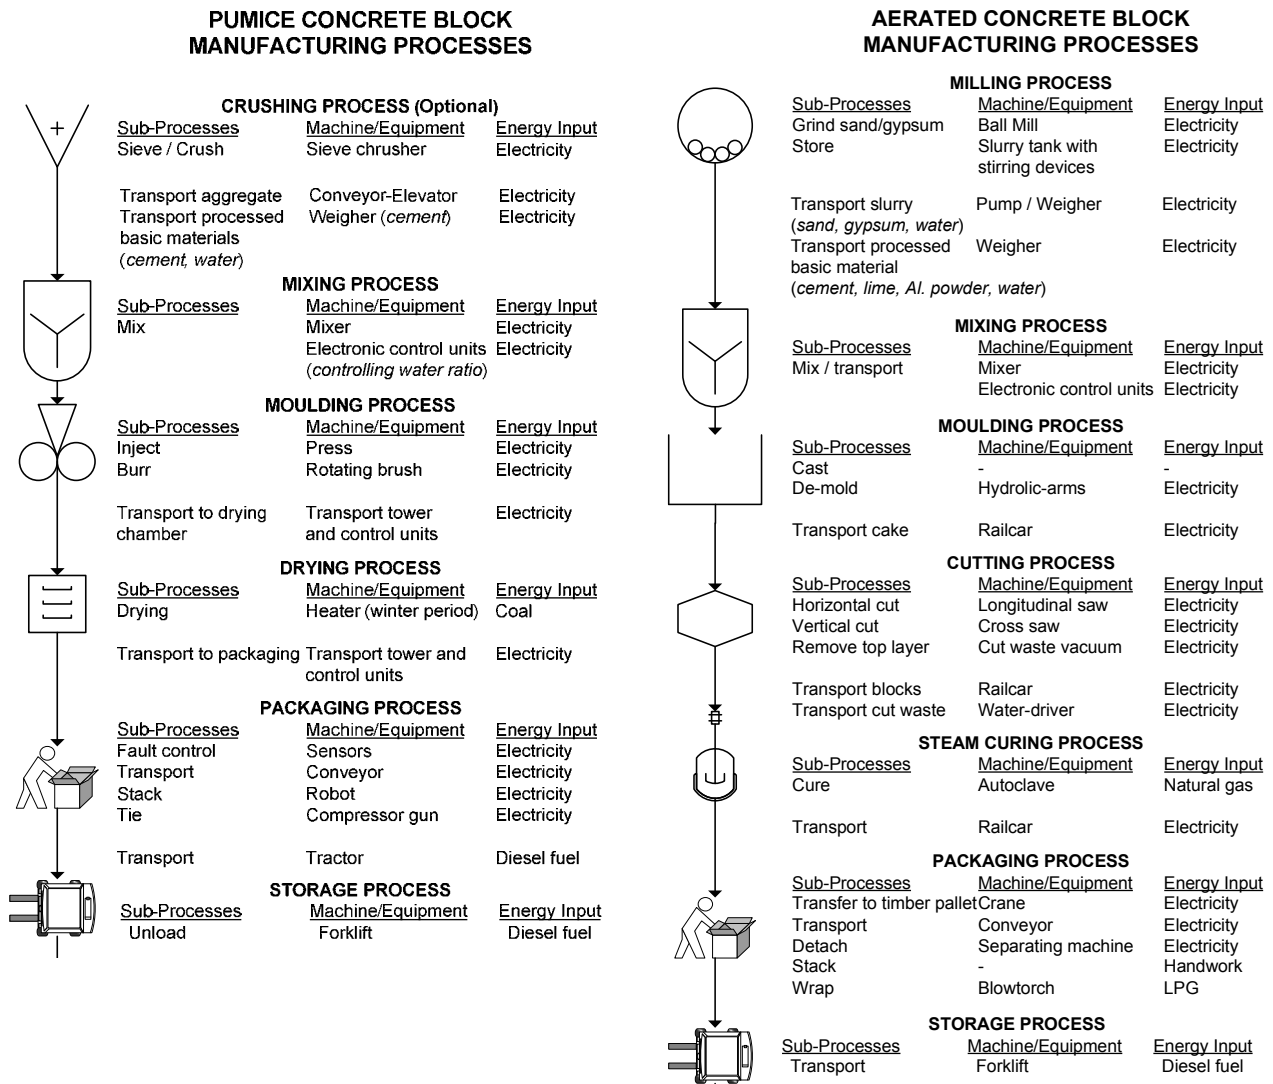 PUMICE CONCRETE BLOCK
MANUFACTURING PROCESSES
CRUSHING PROCESS (Optional)
Sub-Processes Machine/Equipment Energy Input
Sieve / Crush Sieve chrusher Electricity
Transport aggregate Conveyor-Elevator Electricity
Transport processed Weigher (cement) Electricity
basic materials
(cement, water)
MIXING PROCESS
Sub-Processes Machine/Equipment Energy Input
Mix Mixer Electricity
Electronic control units Electricity
(controlling water ratio)
MOULDING PROCESS
Sub-Processes Machine/Equipment Energy Input
Inject Press Electricity
Burr Rotating brush Electricity
Transport to drying Transport tower Electricity
chamber and control units
DRYING PROCESS
Sub-Processes Machine/Equipment Energy Input
Drying Heater (winter period) Coal
Transport to packaging Transport tower and Electricity
control units
PACKAGING PROCESS
Sub-Processes Machine/Equipment Energy Input
Fault control Sensors Electricity
Transport Conveyor Electricity
Stack Robot Electricity
Tie Compressor gun Electricity
Transport Tractor Diesel fuel
STORAGE PROCESS
Sub-Processes Machine/Equipment Energy Input
Unload Forklift Diesel fuel
AERATED CONCRETE BLOCK
MANUFACTURING PROCESSES
MILLING PROCESS
Sub-Processes Machine/Equipment Energy Input
Grind sand/gypsum Ball Mill Electricity
Store Slurry tank with Electricity
stirring devices
Transport slurry Pump / Weigher Electricity
(sand, gypsum, water)
Transport processed Weigher Electricity
basic material
(cement, lime, Al. powder, water)
MIXING PROCESS
Sub-Processes Machine/Equipment Energy Input
Mix / transport Mixer Electricity
Electronic control units Electricity
MOULDING PROCESS
Sub-Processes Machine/Equipment Energy Input
Cast - -
De-mold Hydrolic-arms Electricity
Transport cake Railcar Electricity
CUTTING PROCESS
Sub-Processes Machine/Equipment Energy Input
Horizontal cut Longitudinal saw Electricity
Vertical cut Cross saw Electricity
Remove top layer Cut waste vacuum Electricity
Transport blocks Railcar Electricity
Transport cut waste Water-driver Electricity
STEAM CURING PROCESS
Sub-Processes Machine/Equipment Energy Input
Cure Autoclave Natural gas
Transport Railcar Electricity
PACKAGING PROCESS
Sub-Processes Machine/Equipment Energy Input
Transfer to timber pallet Crane Electricity
Transport Conveyor Electricity
Detach Separating machine Electricity
Stack - Handwork
Wrap Blowtorch LPG
STORAGE PROCESS
Sub-Processes Machine/Equipment Energy Input
Transport Forklift Diesel fuel